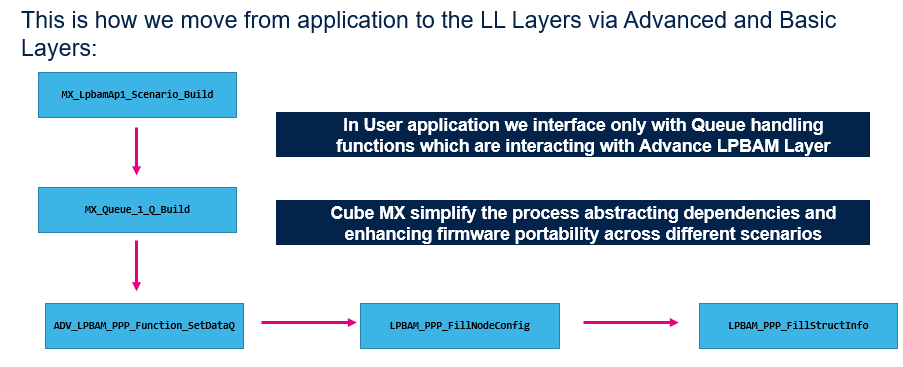 This is how we move from application to the LL Layers via Advanced and Basic
Layers:
MX_LpbamAp1_Scenario_Build
In User application we interface only with Queue handling
functions which are interacting with Advance LPBAM Layer
MX_Queue_1_Q_Build
Cube MX simplify the process abstracting dependencies and
enhancing firmware portability across different scenarios
ADV_LPBAM_PPP_Function_SetDataQ
LPBAM_PPP_FillNodeConfig
LPBAM_PPP_FillStructInfo